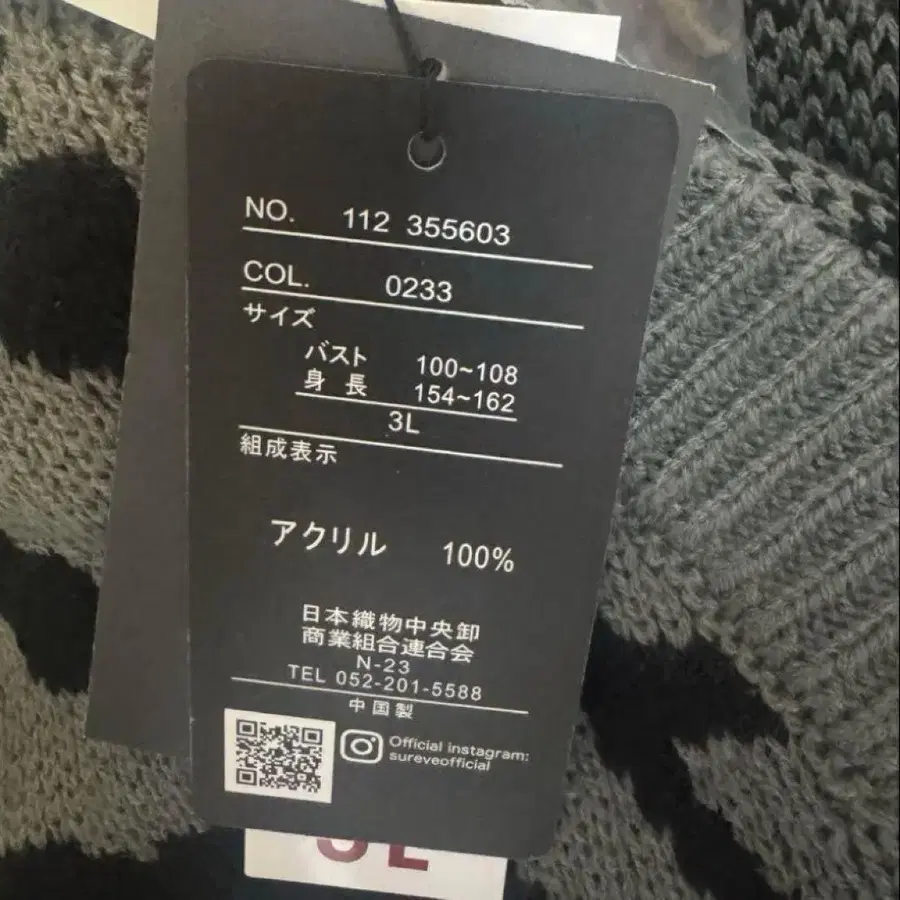 NO. 112 355603
COL. 0233
サイズ
バスト 100~108
身長 154~162
3L
組成表示
アクリル 100%
日本織物中央卸
商業組合連合会
N-23
TEL 052-201-5588
中国製
Official instagram:
sureveofficial